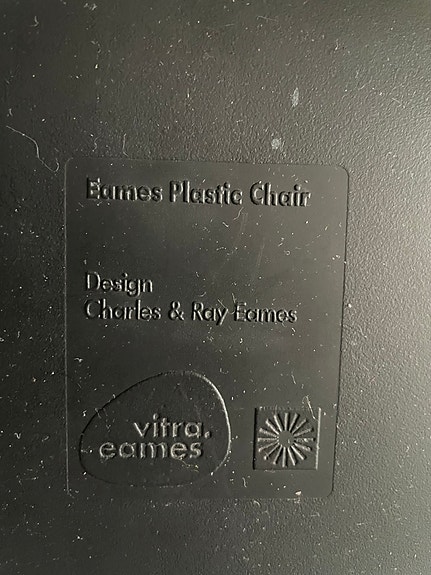 Eames Plastic Chair
Design
Charles & Ray Eames
vitra.
eames